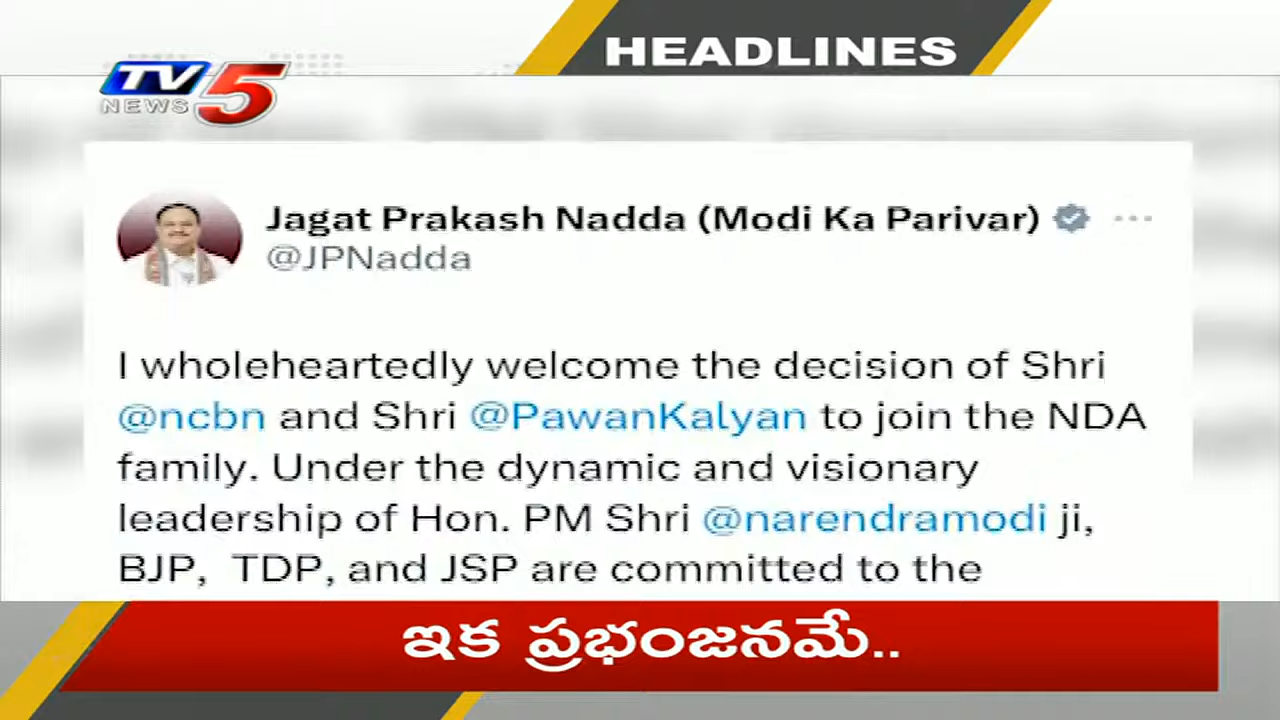 HEADLINES
TV5
NEWS
Jagat Prakash Nadda (Modi Ka Parivar)
@JPNadda
I wholeheartedly welcome the decision of Shri
@ncbn and Shri @PawanKalyan to join the NDA
family. Under the dynamic and visionary
leadership of Hon. PM Shri @narendramodi ji,
BJP, TDP, and JSP are committed to the
ఇక ప్రభంజనమే..